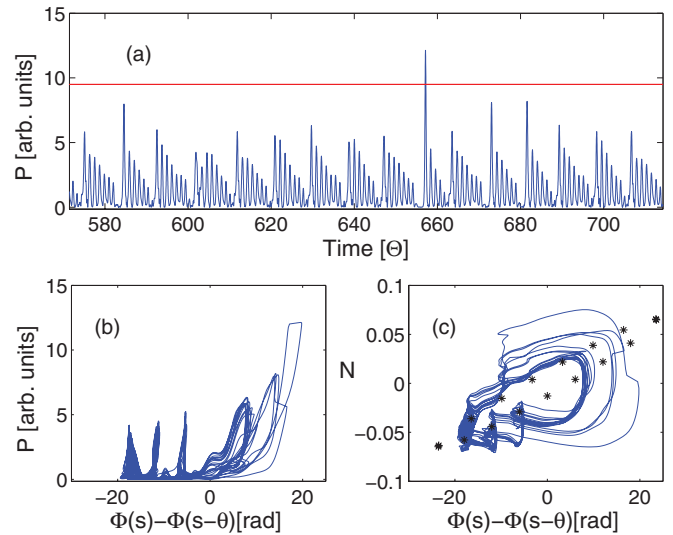 15
(a)
10
P [arb. units]
5
0
580 600 620 640 660 680 700
Time [Θ]
15
(b)
10
P [arb. units]
5
0
−20 0 20
Φ(s)−Φ(s−θ)[rad]
0.1
(c)
0.05
N
0
−0.05
−0.1
−20 0 20
Φ(s)−Φ(s−θ)[rad]